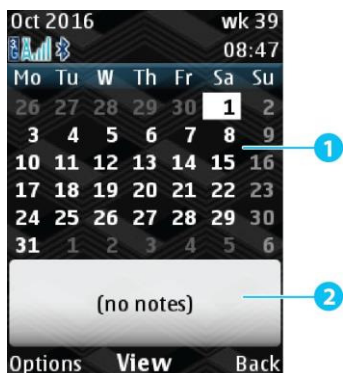 Oct 2016 wk 39
3G 08:47
Mo Tu W Th Fr Sa Su
26 27 28 29 30 1 2
3 4 5 6 7 8 9
10 11 12 13 14 15 16
17 18 19 20 21 22 23
24 25 26 27 28 29 30
31 1 2 3 4 5 6
1
(no notes)
2
Options View Back